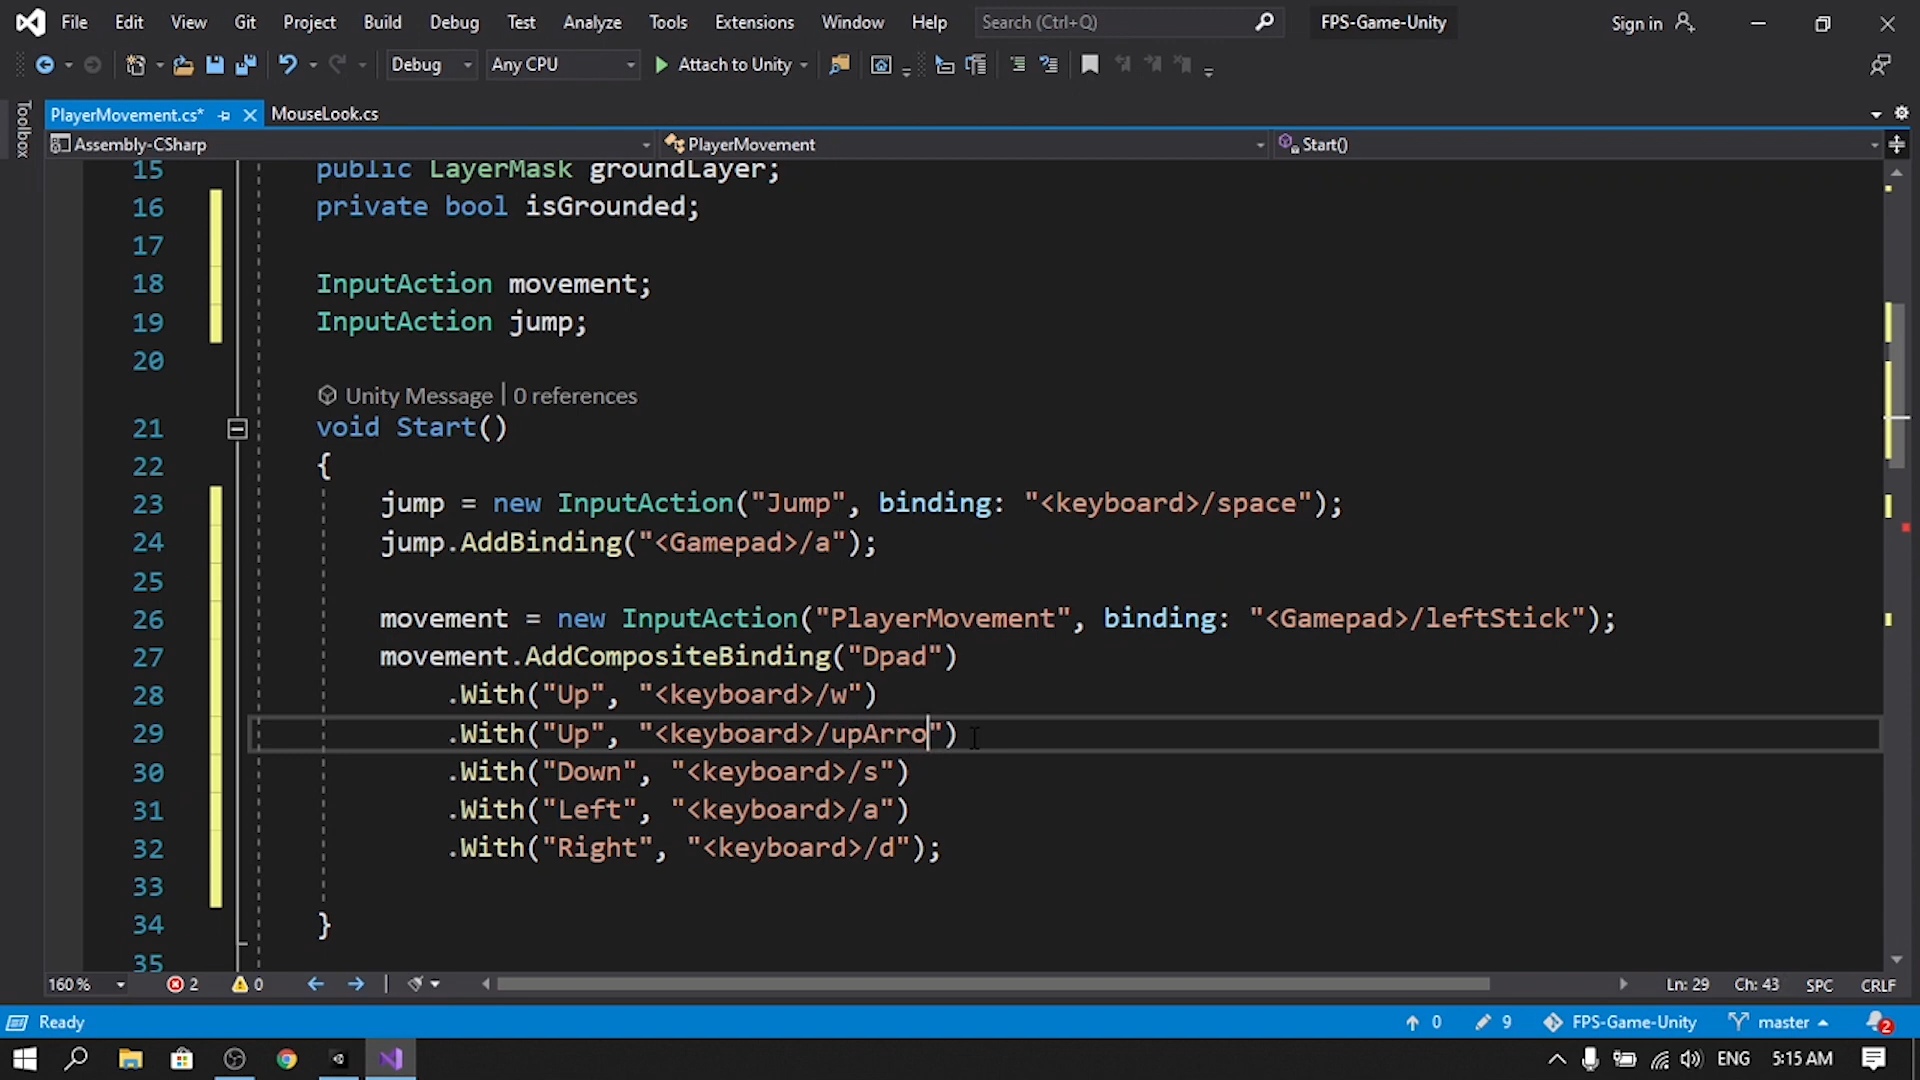 File Edit View Git Project Build Debug Test Analyze Tools Extensions Window Help Search (Ctrl+Q) FPS-Game-Unity Sign in
Debug Any CPU Attach to Unity
Toolbox
PlayerMovement.cs* MouseLook.cs
Assembly-CSharp PlayerMovement Start()
15 public LayerMask groundLayer;
16 private bool isGrounded;
17
18 InputAction movement;
19 InputAction jump;
20
Unity Message | 0 references
21 void Start()
22 {
23 jump = new InputAction("Jump", binding: "<keyboard>/space");
24 jump.AddBinding("<Gamepad>/a");
25
26 movement = new InputAction("PlayerMovement", binding: "<Gamepad>/leftStick");
27 movement.AddCompositeBinding("Dpad")
28 .With("Up", "<keyboard>/w")
29 .With("Up", "<keyboard>/upArro")
30 .With("Down", "<keyboard>/s")
31 .With("Left", "<keyboard>/a")
32 .With("Right", "<keyboard>/d");
33
34 }
35
160 % 2 0 Ln: 29 Ch: 43 SPC CRLF
Ready 0 9 FPS-Game-Unity master 2
ENG 5:15 AM